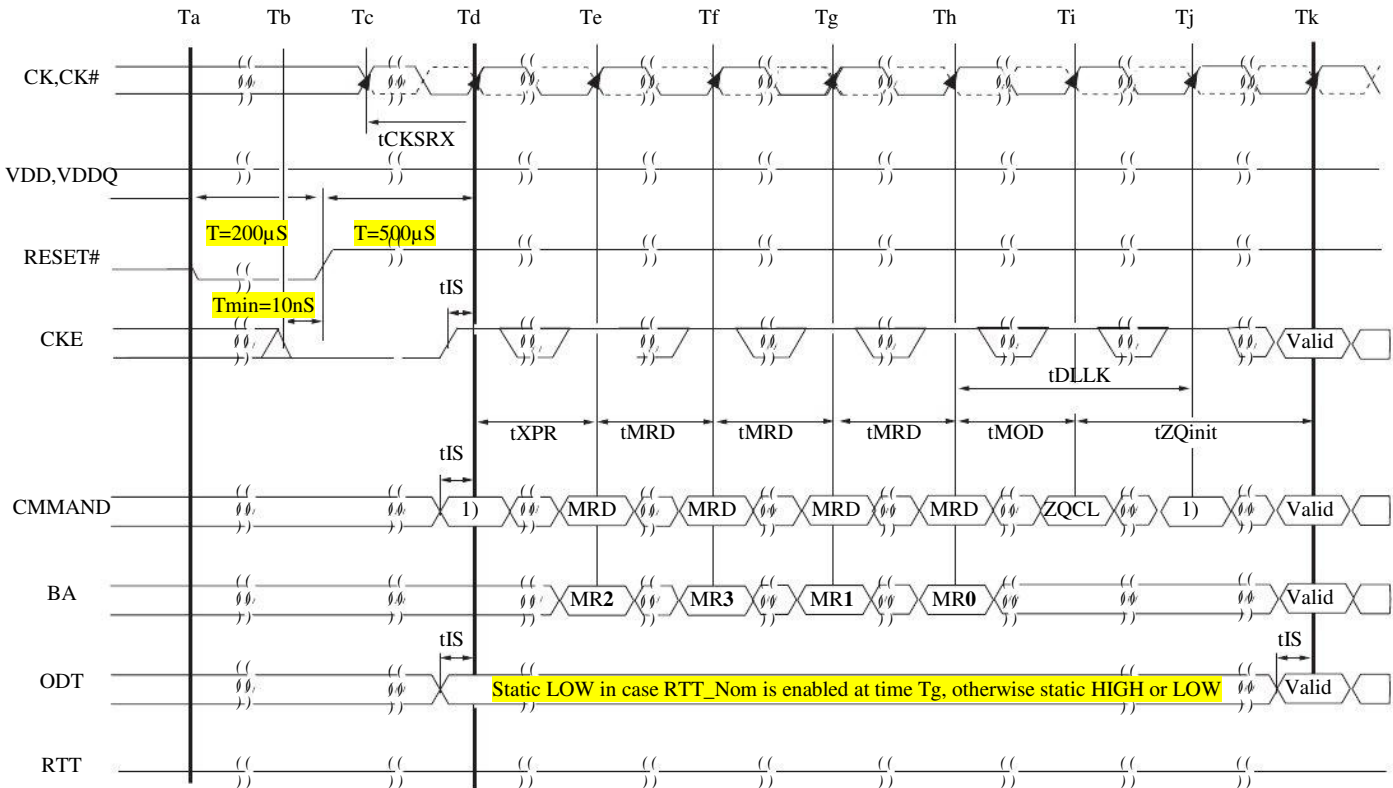 Ta Tb Tc Td Te Tf Tg Th Ti Tj Tk
CK,CK#
tCKSRX
VDD,VDDQ
T=200µS T=500µS
RESET#
Tmin=10nS tIS
CKE Valid
tDLLK
tXPR tMRD tMRD tMRD tMOD tZQinit
tIS
CMMAND 1) MRD MRD MRD MRD ZQCL 1) Valid
BA MR2 MR3 MR1 MR0 Valid
tIS tIS
ODT Static LOW in case RTT_Nom is enabled at time Tg, otherwise static HIGH or LOW Valid
RTT